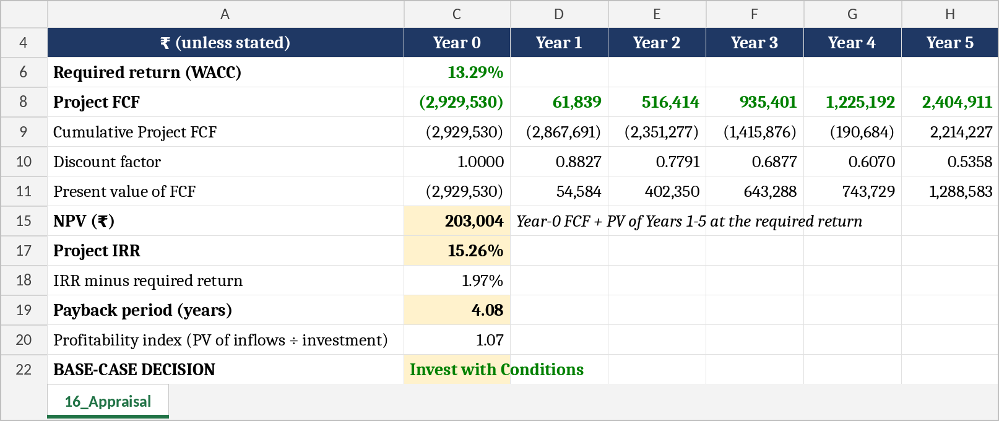 A C D E F G H
4 ₹ (unless stated) Year 0 Year 1 Year 2 Year 3 Year 4 Year 5
6 Required return (WACC) 13.29%
8 Project FCF (2,929,530) 61,839 516,414 935,401 1,225,192 2,404,911
9 Cumulative Project FCF (2,929,530) (2,867,691) (2,351,277) (1,415,876) (190,684) 2,214,227
10 Discount factor 1.0000 0.8827 0.7791 0.6877 0.6070 0.5358
11 Present value of FCF (2,929,530) 54,584 402,350 643,288 743,729 1,288,583
15 NPV (₹) 203,004 Year-0 FCF + PV of Years 1-5 at the required return
17 Project IRR 15.26%
18 IRR minus required return 1.97%
19 Payback period (years) 4.08
20 Profitability index (PV of inflows ÷ investment) 1.07
22 BASE-CASE DECISION Invest with Conditions
16_Appraisal